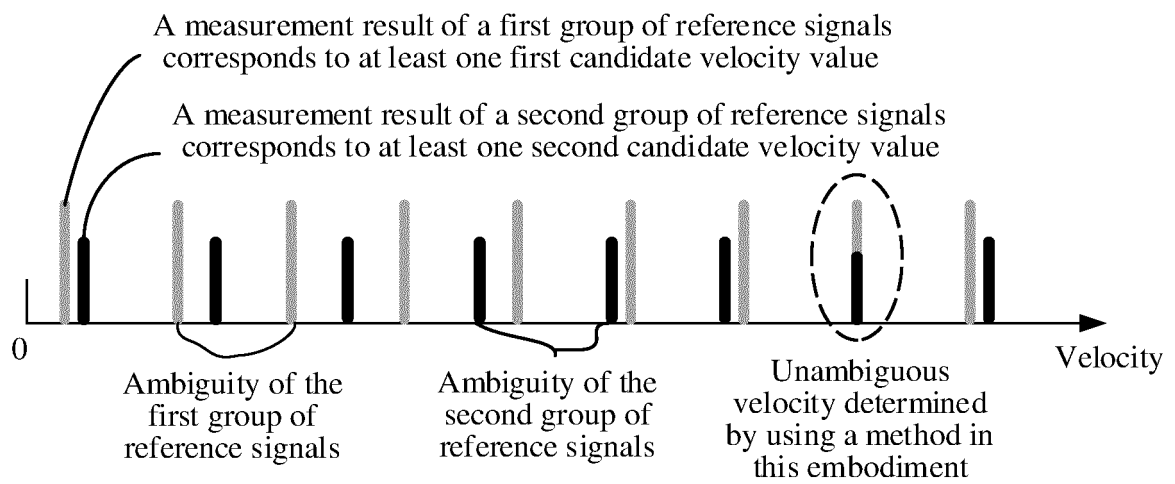 A measurement result of a first group of reference signals
corresponds to at least one first candidate velocity value
A measurement result of a second group of reference signals
corresponds to at least one second candidate velocity value
0
Velocity
Ambiguity of the
first group of
reference signals
Ambiguity of the
second group of
reference signals
Unambiguous
velocity determined
by using a method in
this embodiment